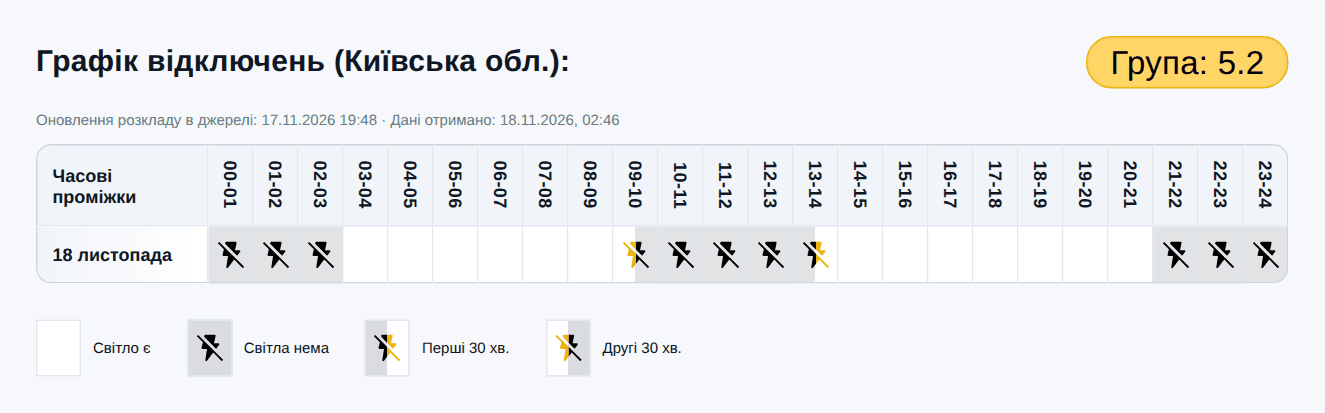 Графік відключень (Київська обл.):
Група: 5.2
Оновлення розкладу в джерелі: 17.11.2026 19:48 · Дані отримано: 18.11.2026, 02:46
Часові
проміжки
00-01
01-02
02-03
03-04
04-05
05-06
06-07
07-08
08-09
09-10
10-11
11-12
12-13
13-14
14-15
15-16
16-17
17-18
18-19
19-20
20-21
21-22
22-23
23-24
18 листопада
Світло є
Світла нема
Перші 30 хв.
Другі 30 хв.